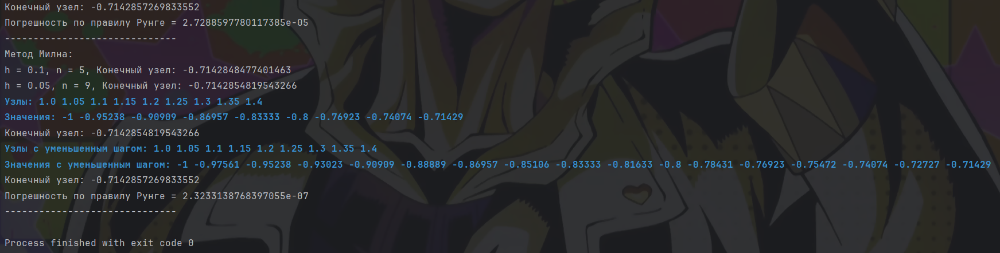 Конечный узел: -0.7142857269833552
Погрешность по правилу Рунге = 2.7288597780117385e-05
------------------------------
Метод Милна:
h = 0.1, n = 5, Конечный узел: -0.7142848477401463
h = 0.05, n = 9, Конечный узел: -0.7142854819543266
Узлы: 1.0 1.05 1.1 1.15 1.2 1.25 1.3 1.35 1.4
Значения: -1 -0.95238 -0.90909 -0.86957 -0.83333 -0.8 -0.76923 -0.74074 -0.71429
Конечный узел: -0.7142854819543266
Узлы с уменьшенным шагом: 1.0 1.05 1.1 1.15 1.2 1.25 1.3 1.35 1.4
Значения с уменьшенным шагом: -1 -0.97561 -0.95238 -0.93023 -0.90909 -0.88889 -0.86957 -0.85106 -0.83333 -0.81633 -0.8 -0.78431 -0.76923 -0.75472 -0.74074 -0.72727 -0.71429
Конечный узел: -0.7142857269833552
Погрешность по правилу Рунге = 2.3233138768397055e-07
------------------------------
Process finished with exit code 0